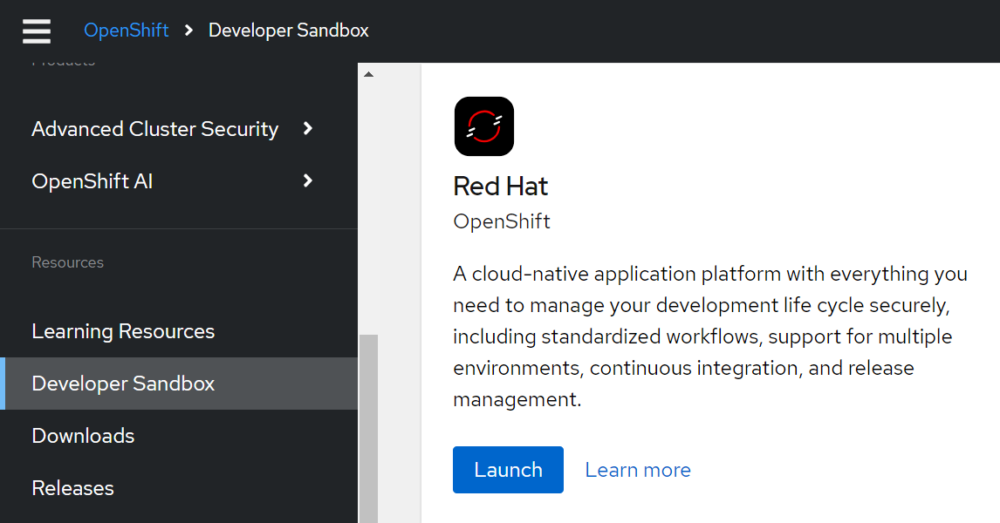 OpenShift > Developer Sandbox
Products
Advanced Cluster Security
OpenShift AI
Resources
Learning Resources
Developer Sandbox
Downloads
Releases
Red Hat
OpenShift
A cloud-native application platform with everything you
need to manage your development life cycle securely,
including standardized workflows, support for multiple
environments, continuous integration, and release
management.
Launch Learn more